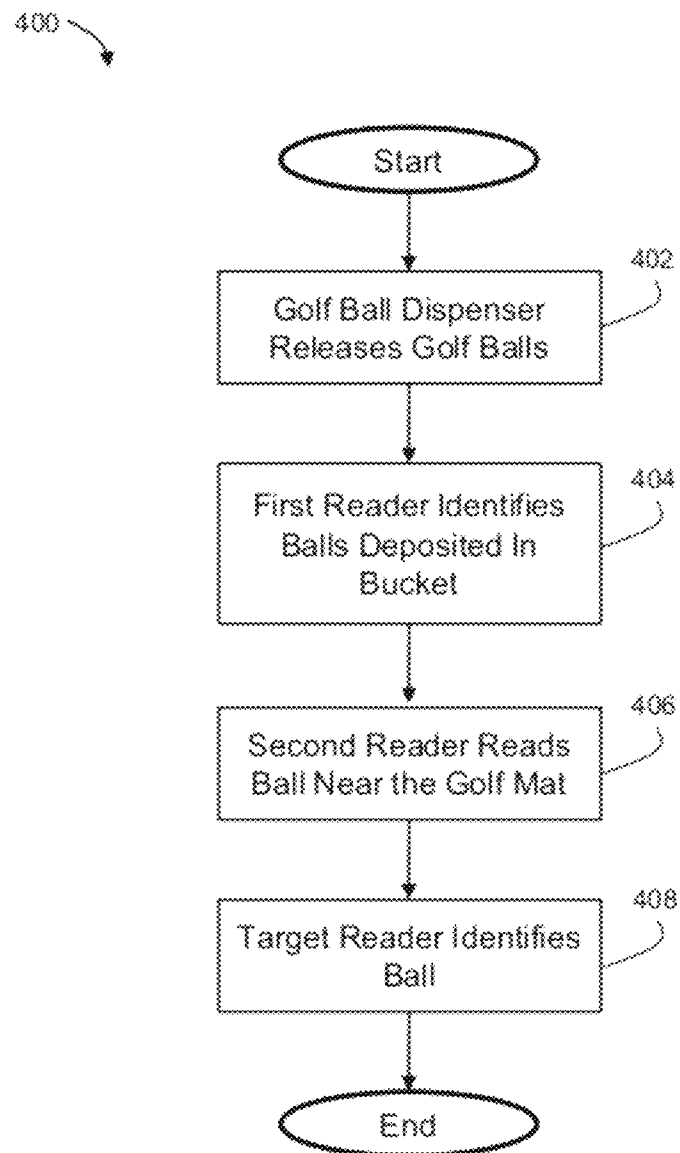 400
Start
402
Golf Ball Dispenser
Releases Golf Balls
404
First Reader Identifies
Balls Deposited In
Bucket
406
Second Reader Reads
Ball Near the Golf Mat
408
Target Reader Identifies
Ball
End